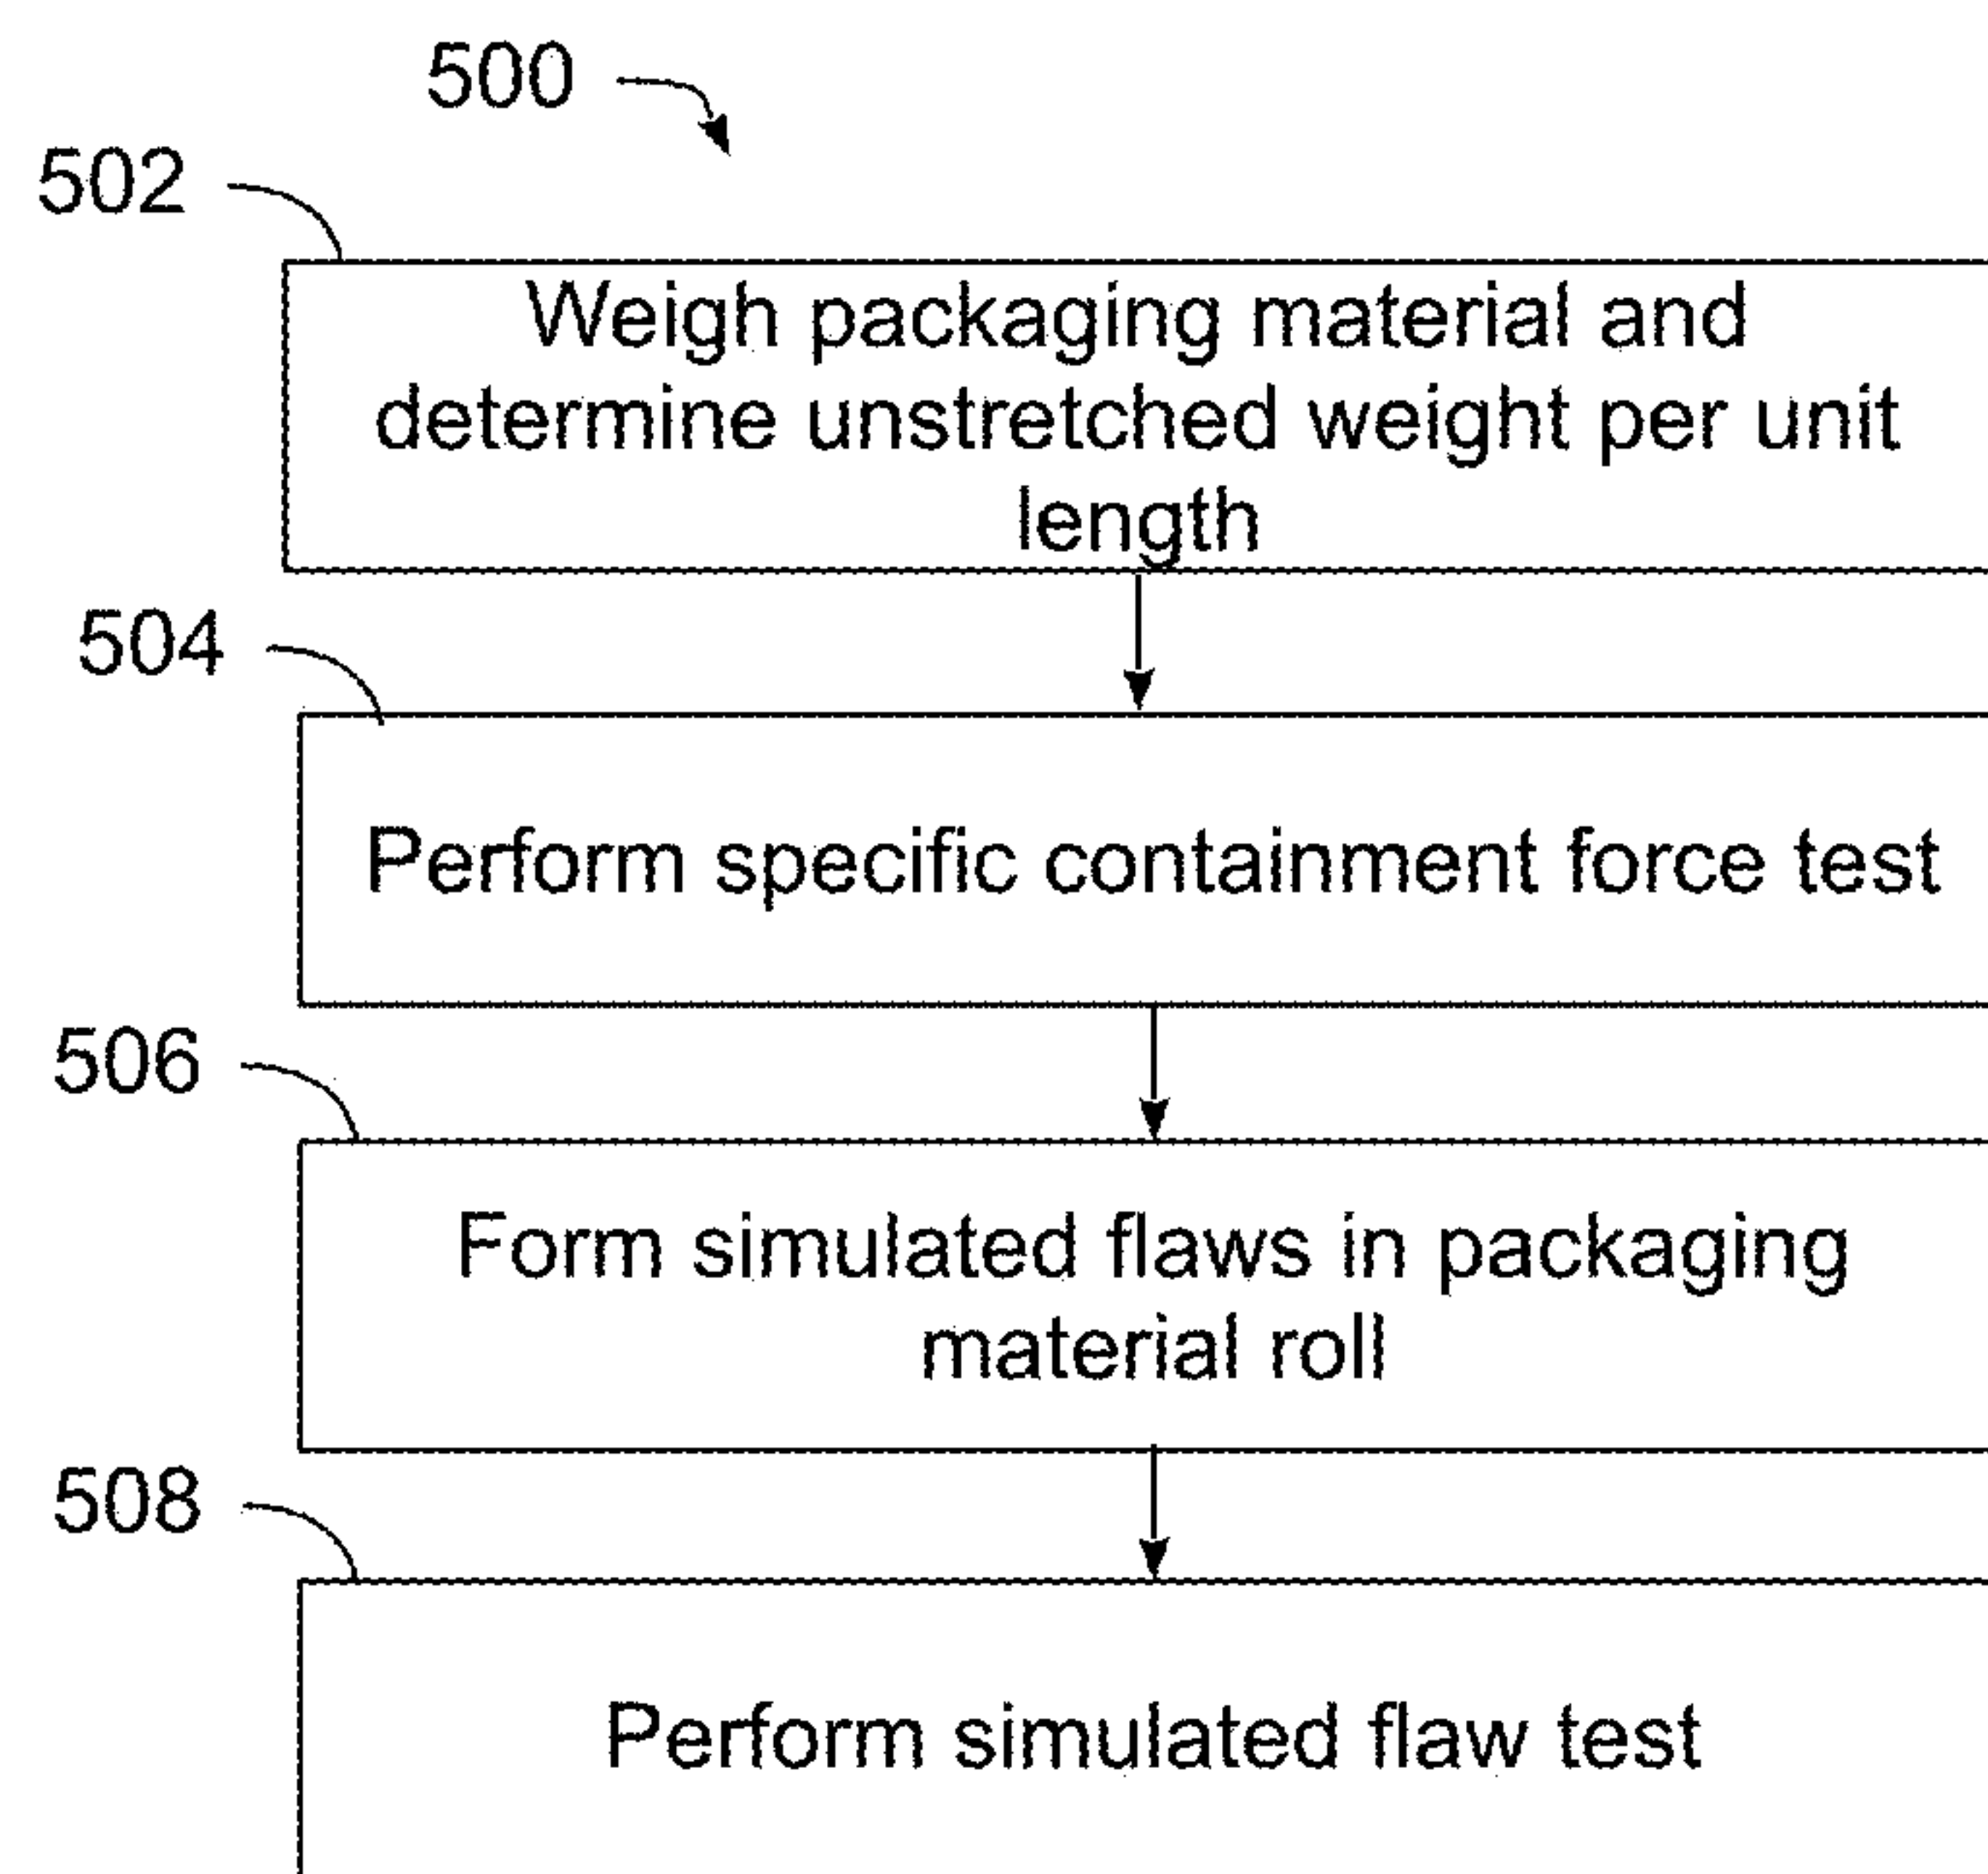 500
502
Weigh packaging material and
determine unstretched weight per unit
length
504
Perform specific containment force test
506
Form simulated flaws in packaging
material roll
508
Perform simulated flaw test